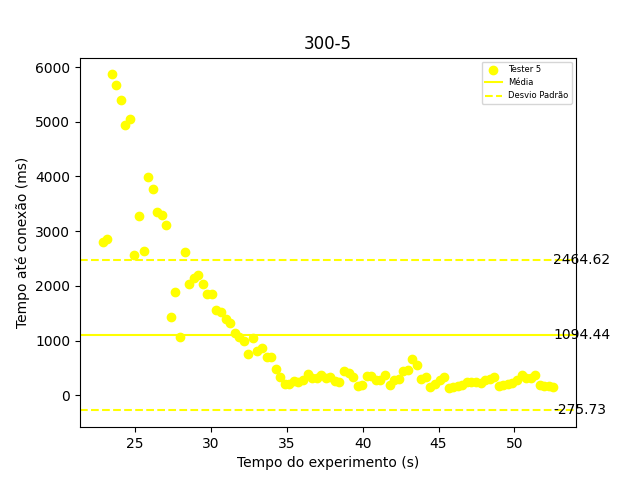 300-5
Tempo até conexão (ms)
6000
5000
4000
3000
2000
1000
0
Tester 5
Média
Desvio Padrão
2464.62
1094.44
-275.73
25 30 35 40 45 50
Tempo do experimento (s)